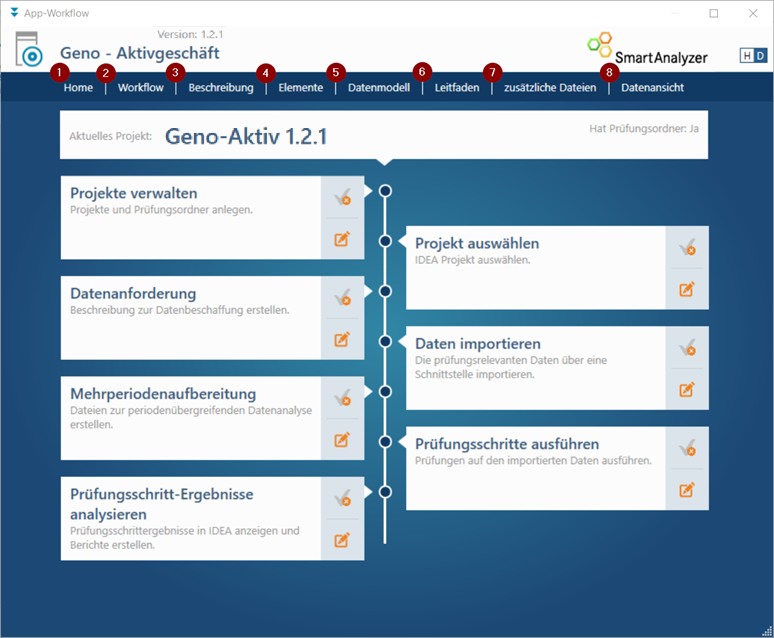 App-Workflow
Version: 1.2.1
Geno - Aktivgeschäft
SmartAnalyzer
H D
1 2 3 4 5 6 7 8
Home | Workflow | Beschreibung | Elemente | Datenmodell | Leitfaden | zusätzliche Dateien | Datenansicht
Aktuelles Projekt: Geno-Aktiv 1.2.1
Hat Prüfungsordner: Ja
Projekte verwalten
Projekte und Prüfungsordner anlegen.
Projekt auswählen
IDEA Projekt auswählen.
Datenanforderung
Beschreibung zur Datenbeschaffung erstellen.
Daten importieren
Die prüfungsrelevanten Daten über eine
Schnittstelle importieren.
Mehrperiodenaufbereitung
Dateien zur periodenübergreifenden Datenanalyse
erstellen.
Prüfungsschritte ausführen
Prüfungen auf den importierten Daten ausführen.
Prüfungsschritt-Ergebnisse
analysieren
Prüfungsschrittergebnisse in IDEA anzeigen und
Berichte erstellen.